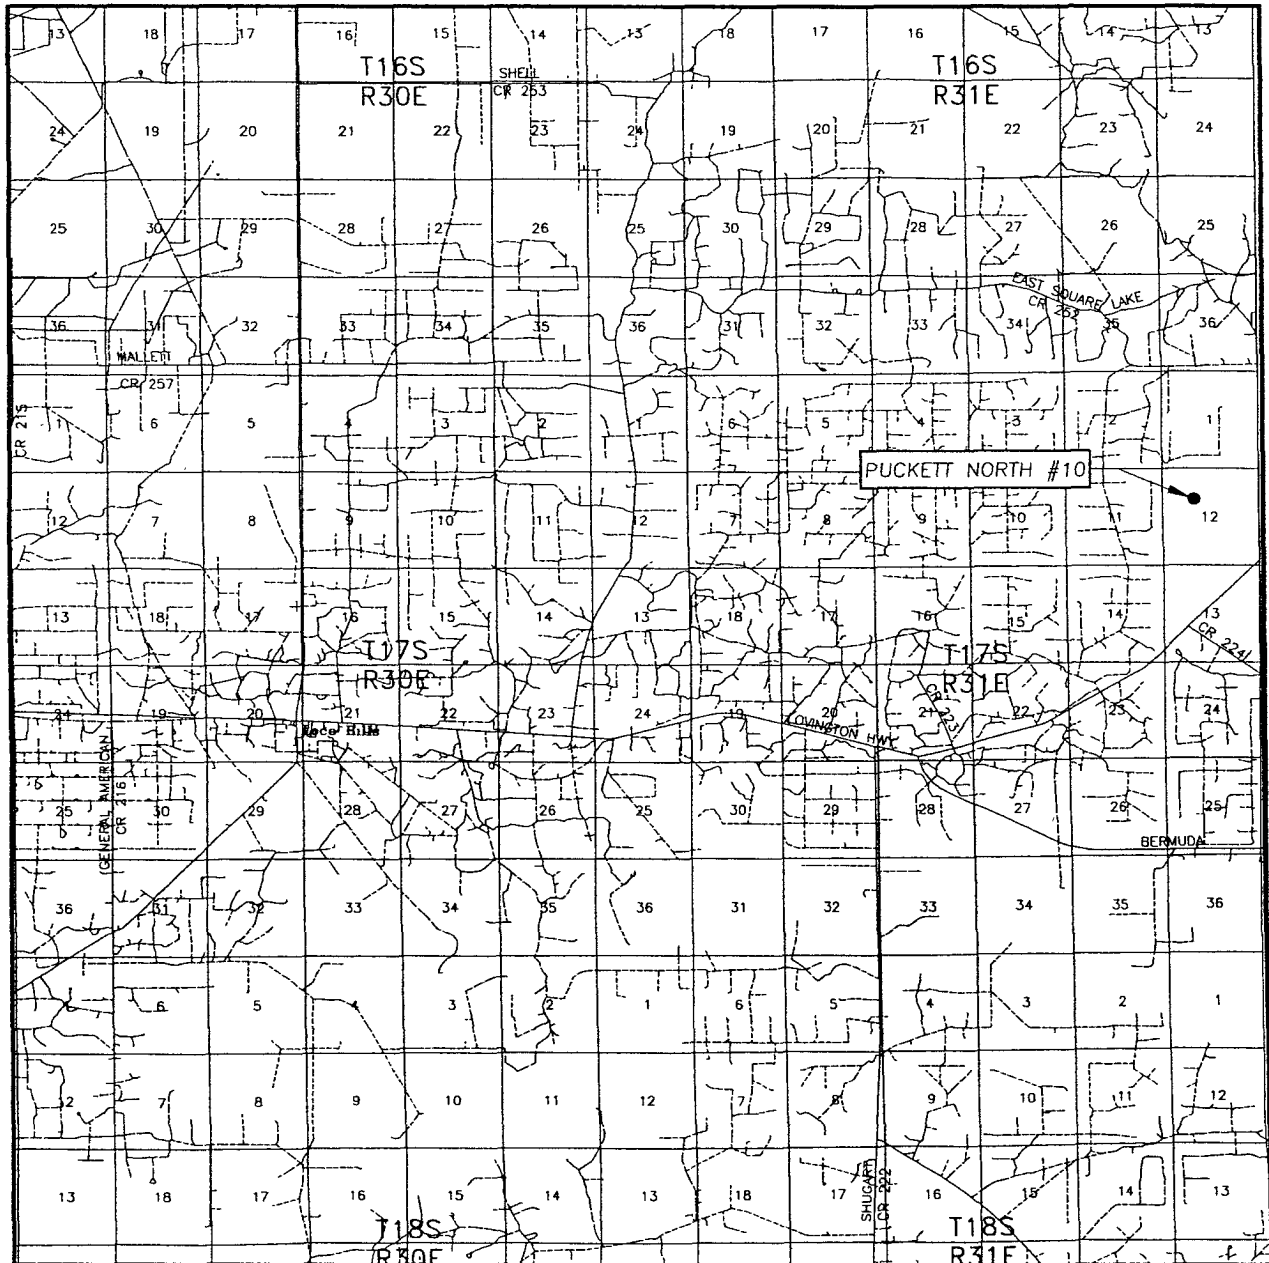 13 18 17 16 15 14 13 18 17 16 15 14 13
T16S T16S
R30E R31E
SHELL
CR 253
24 19 20 21 22 23 24 19 20 21 22 23 24
25 30 29 28 27 26 25 30 29 28 27 26 25
EAST SQUARE LAKE
CR 252
36 31 32 33 34 35 36 31 32 33 34 35 36
MALLETT
CR 257
CR 215
1 6 5 4 3 2 1 6 5 4 3 2 1
PUCKETT NORTH #10
12 7 8 9 10 11 12 7 8 9 10 11 12
13 18 17 16 15 14 13 18 17 16 15 14 13
CR 224
T17S T17S
R30E R31E
CR 223
24 19 20 21 22 23 24 19 20 21 22 23 24
Loco Hills
LOVINGTON HWY
GENERAL AMERICAN
CR 216
25 30 29 28 27 26 25 30 29 28 27 26 25
BERMUDA
36 31 32 33 34 35 36 31 32 33 34 35 36
6 5 4 3 2 1 6 5 4 3 2 1
12 7 8 9 10 11 12 7 8 9 10 11 12
SHUGART
CR 222
13 18 17 16 15 14 13 18 17 16 15 14 13
T18S T18S
R30E R31E